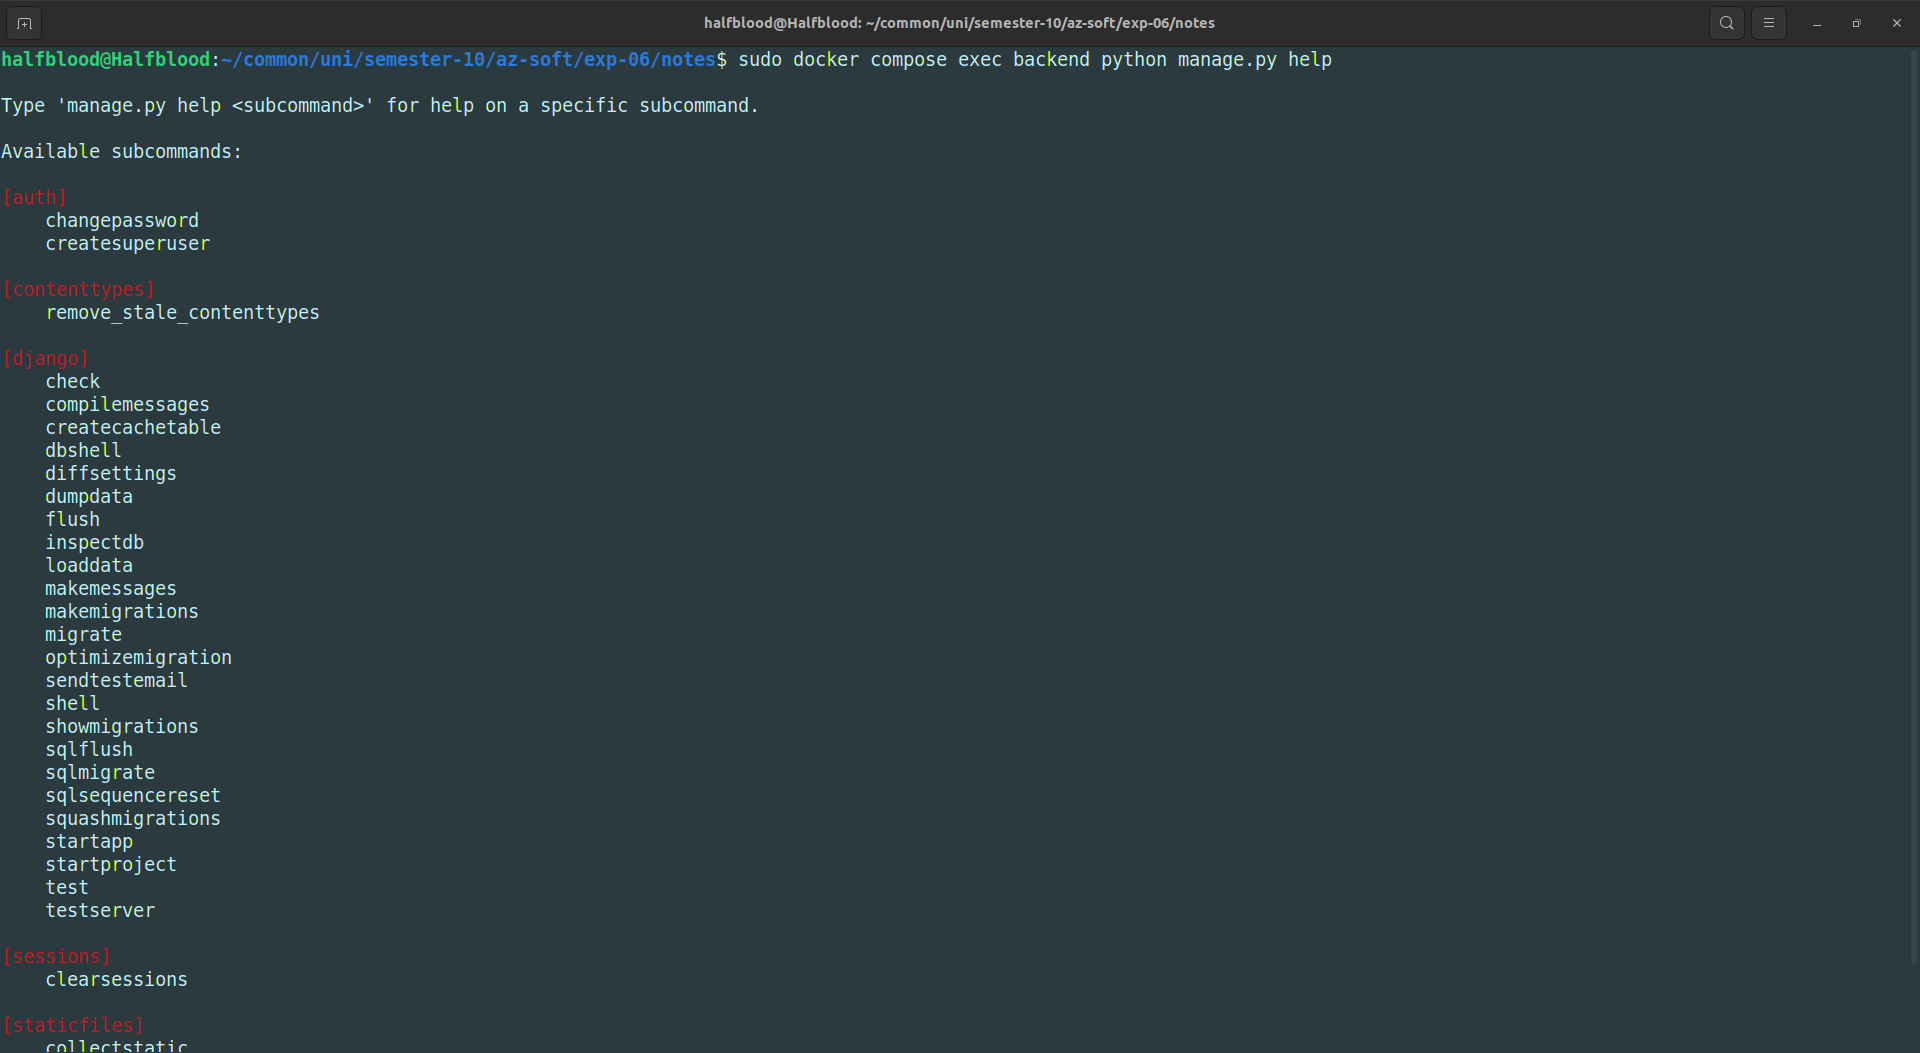 halfblood@Halfblood: ~/common/uni/semester-10/az-soft/exp-06/notes
halfblood@Halfblood:~/common/uni/semester-10/az-soft/exp-06/notes$ sudo docker compose exec backend python manage.py help
Type 'manage.py help <subcommand>' for help on a specific subcommand.
Available subcommands:
[auth]
changepassword
createsuperuser
[contenttypes]
remove_stale_contenttypes
[django]
check
compilemessages
createcachetable
dbshell
diffsettings
dumpdata
flush
inspectdb
loaddata
makemessages
makemigrations
migrate
optimizemigration
sendtestemail
shell
showmigrations
sqlflush
sqlmigrate
sqlsequencereset
squashmigrations
startapp
startproject
test
testserver
[sessions]
clearsessions
[staticfiles]
collectstatic